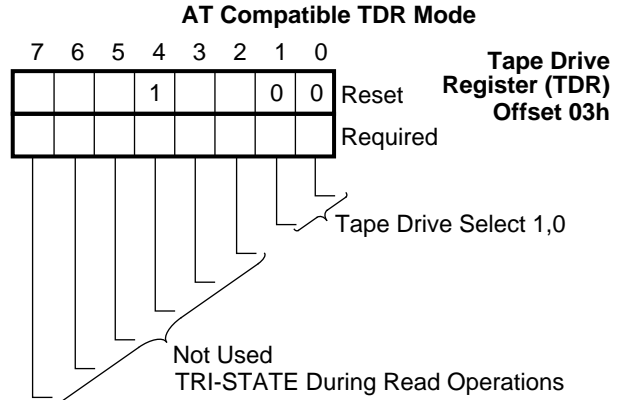 AT Compatible TDR Mode
7 6 5 4 3 2 1 0
Tape Drive
Register (TDR)
Offset 03h
1 0 0 Reset
Required
Tape Drive Select 1,0
Not Used
TRI-STATE During Read Operations